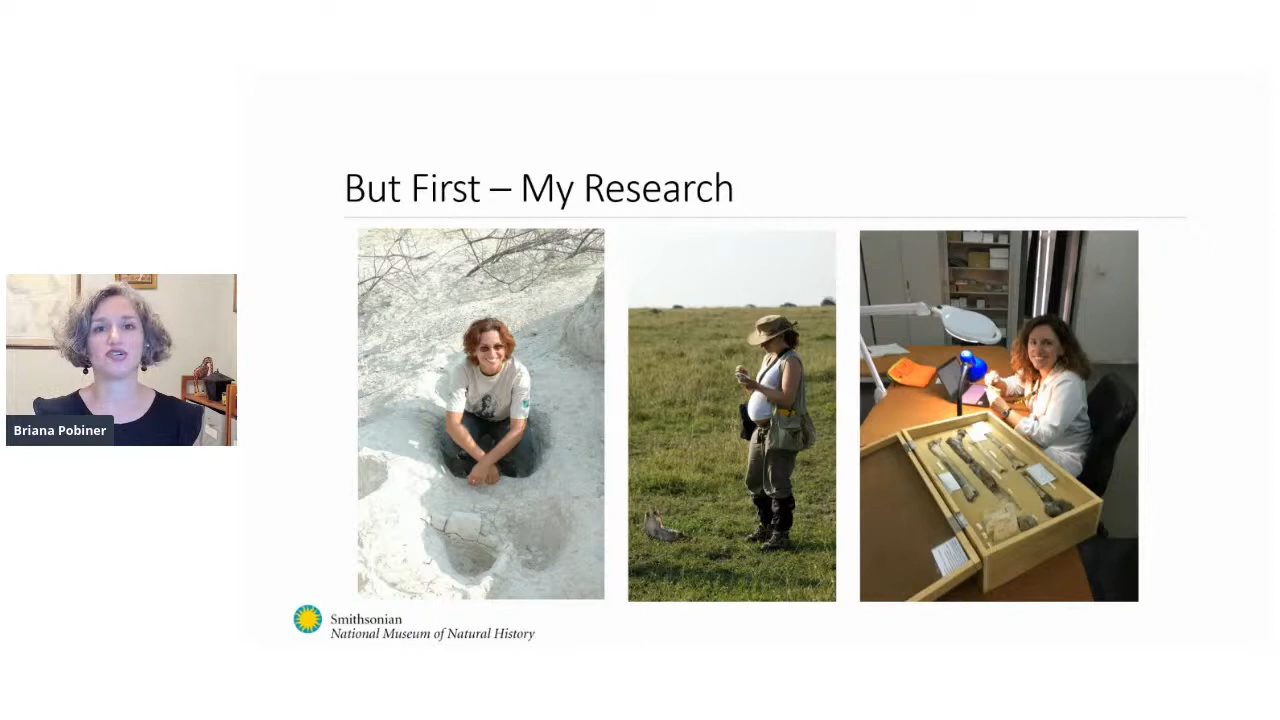 But First – My Research
Briana Pobiner
Smithsonian
National Museum of Natural History